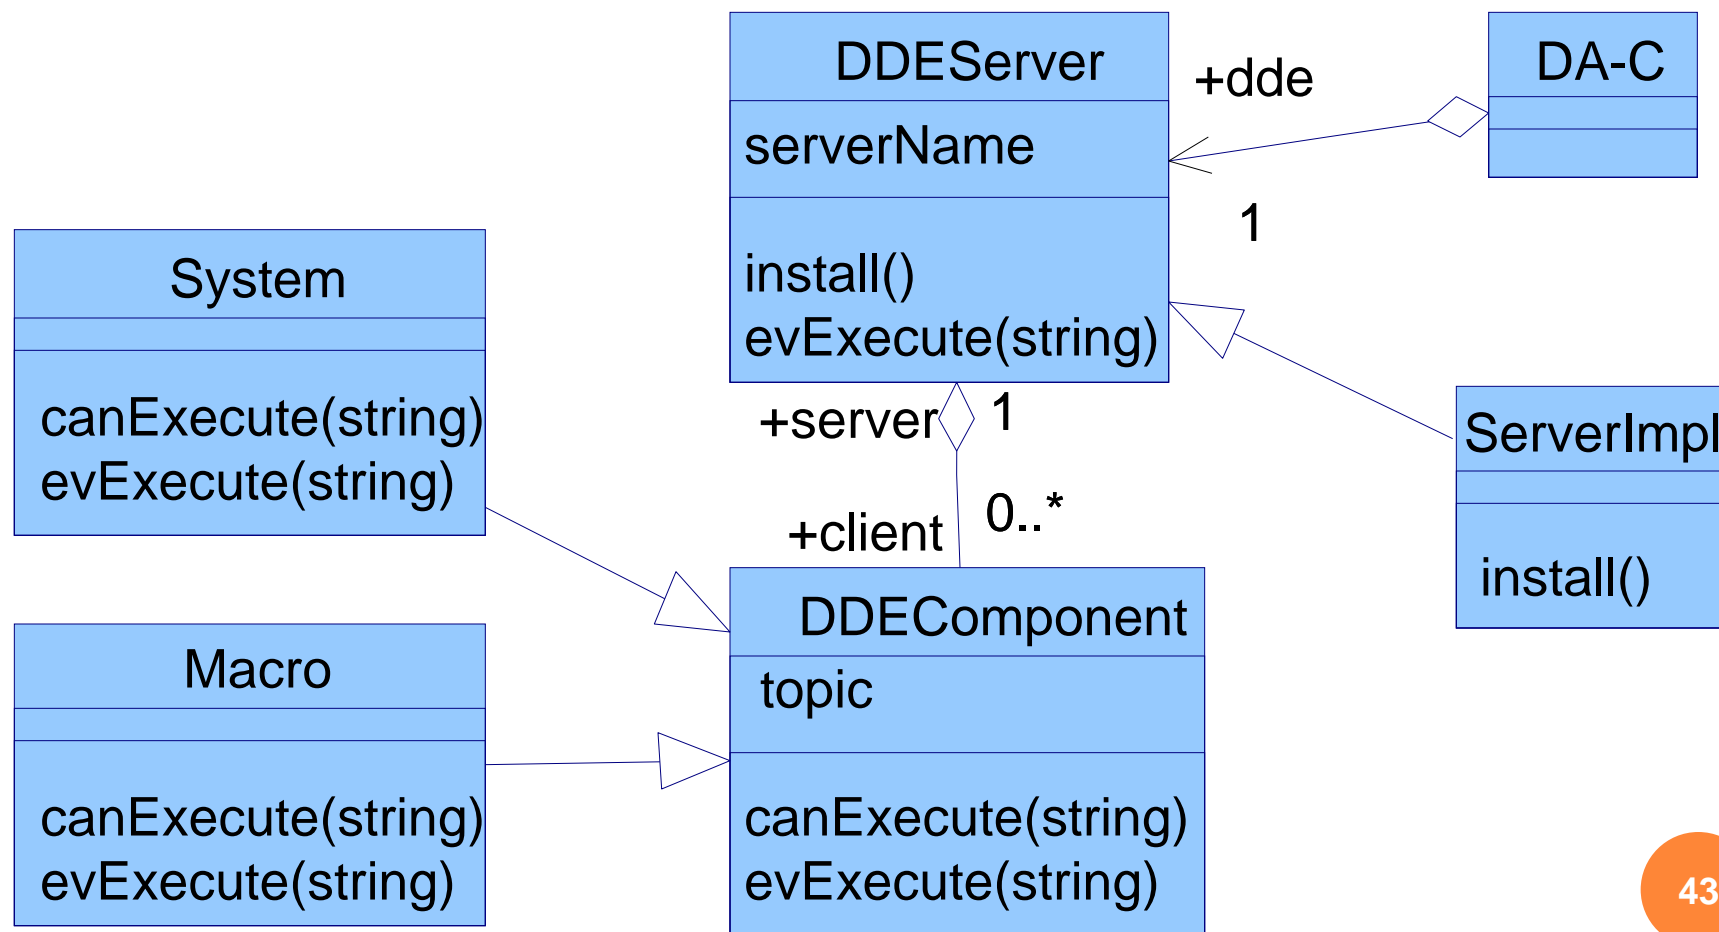 DDEServer
serverName
install()
evExecute(string)
+dde
1
DA-C
System
canExecute(string)
evExecute(string)
+server
1
+client
0..*
ServerImpl
install()
DDEComponent
topic
canExecute(string)
evExecute(string)
Macro
canExecute(string)
evExecute(string)
43